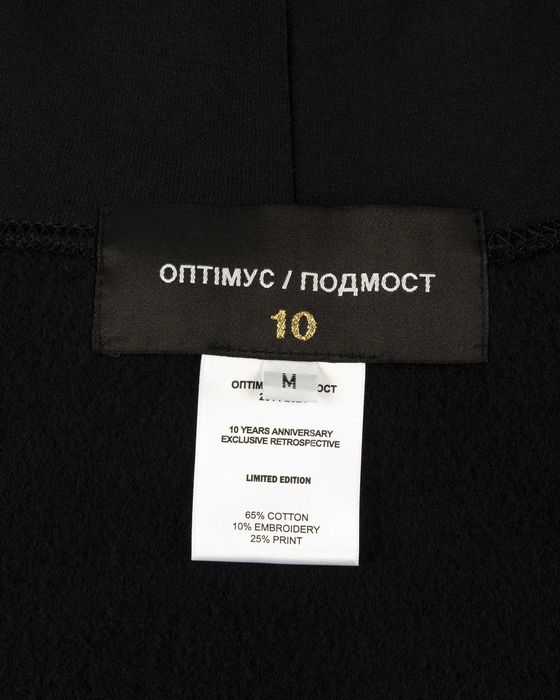 ОПТІМУС / ПОДМОСТ
10
M
10 YEARS ANNIVERSARY
EXCLUSIVE RETROSPECTIVE
LIMITED EDITION
65% COTTON
10% EMBROIDERY
25% PRINT